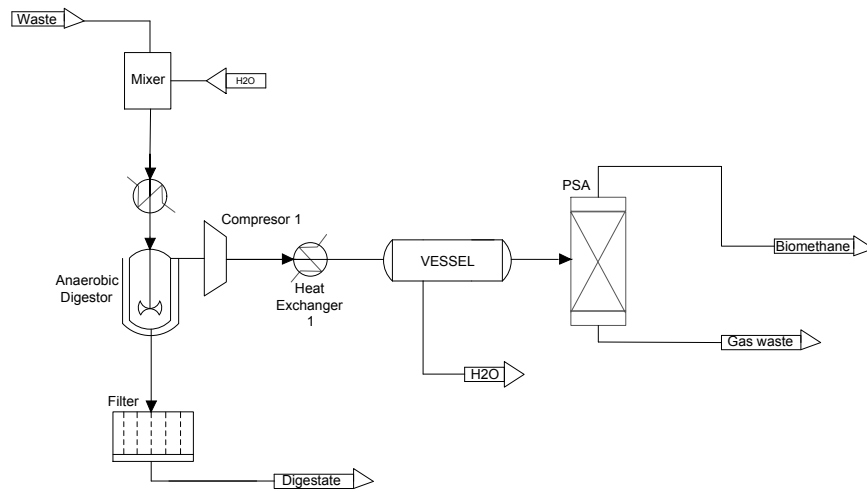 Waste
Mixer
H2O
PSA
Compresor 1
Biomethane
VESSEL
Anaerobic
Digestor
Heat
Exchanger
1
Gas waste
H2O
Filter
Digestate